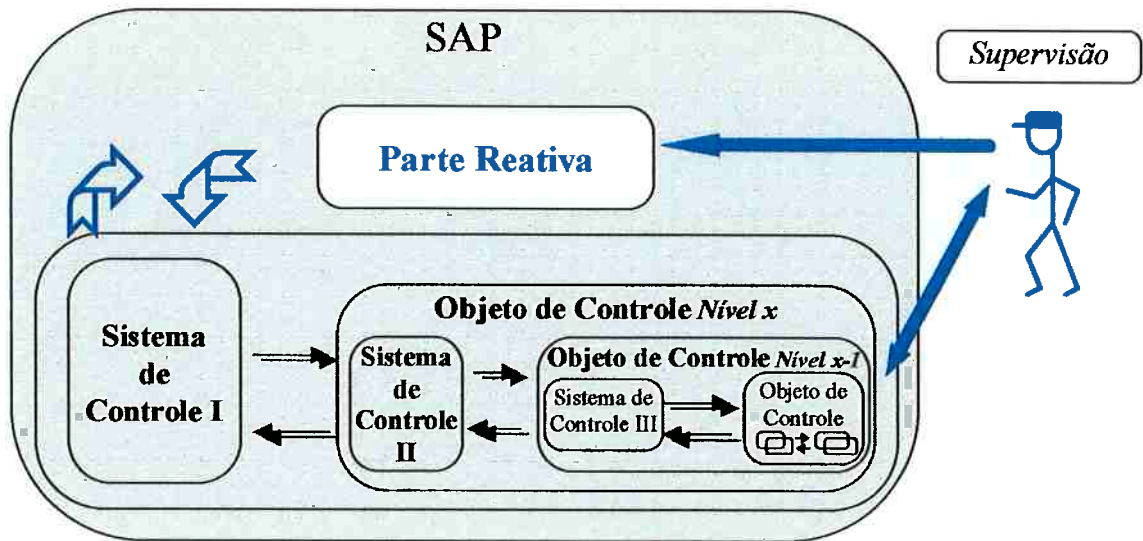 SAP
Supervisão
Parte Reativa
Sistema
de
Controle I
Objeto de Controle Nível x
Sistema
de
Controle
II
Objeto de Controle Nível x-1
Sistema de
Controle III
Objeto de
Controle